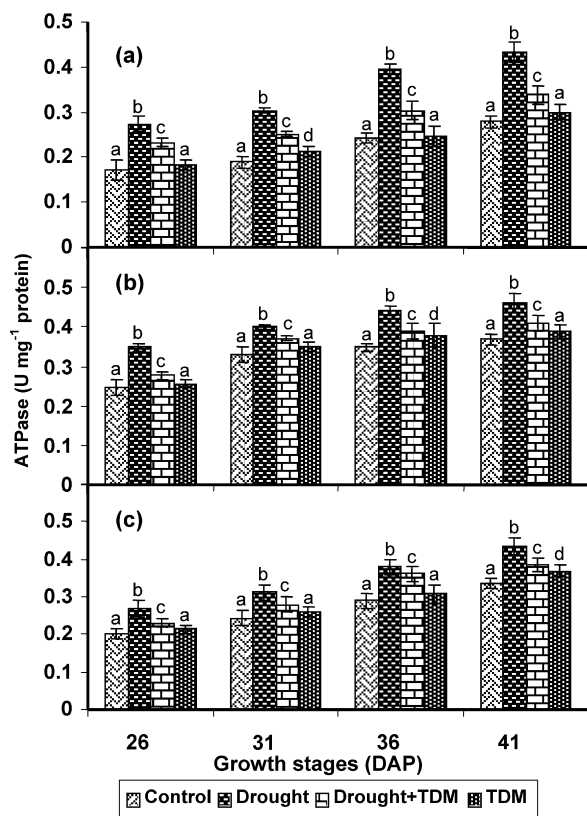 0.5
(a)
b
b
0.4
b
c
0.3
b
a
a
c
c
a
a
d
0.2
a
a
a
0.1
0
(b)
0.5
b
b
c
0.4
b
c
d
a
a
b
c
a
a
0.3
a
c
a
a
0.2
0.1
0
ATPase (U mg⁻¹ protein)
(c)
0.5
b
0.4
b
c
d
c
b
a
0.3
b
a
a
c
a
a
c
a
0.2
a
0.1
0
26 31 36 41
Growth stages (DAP)
Control Drought Drought+TDM TDM